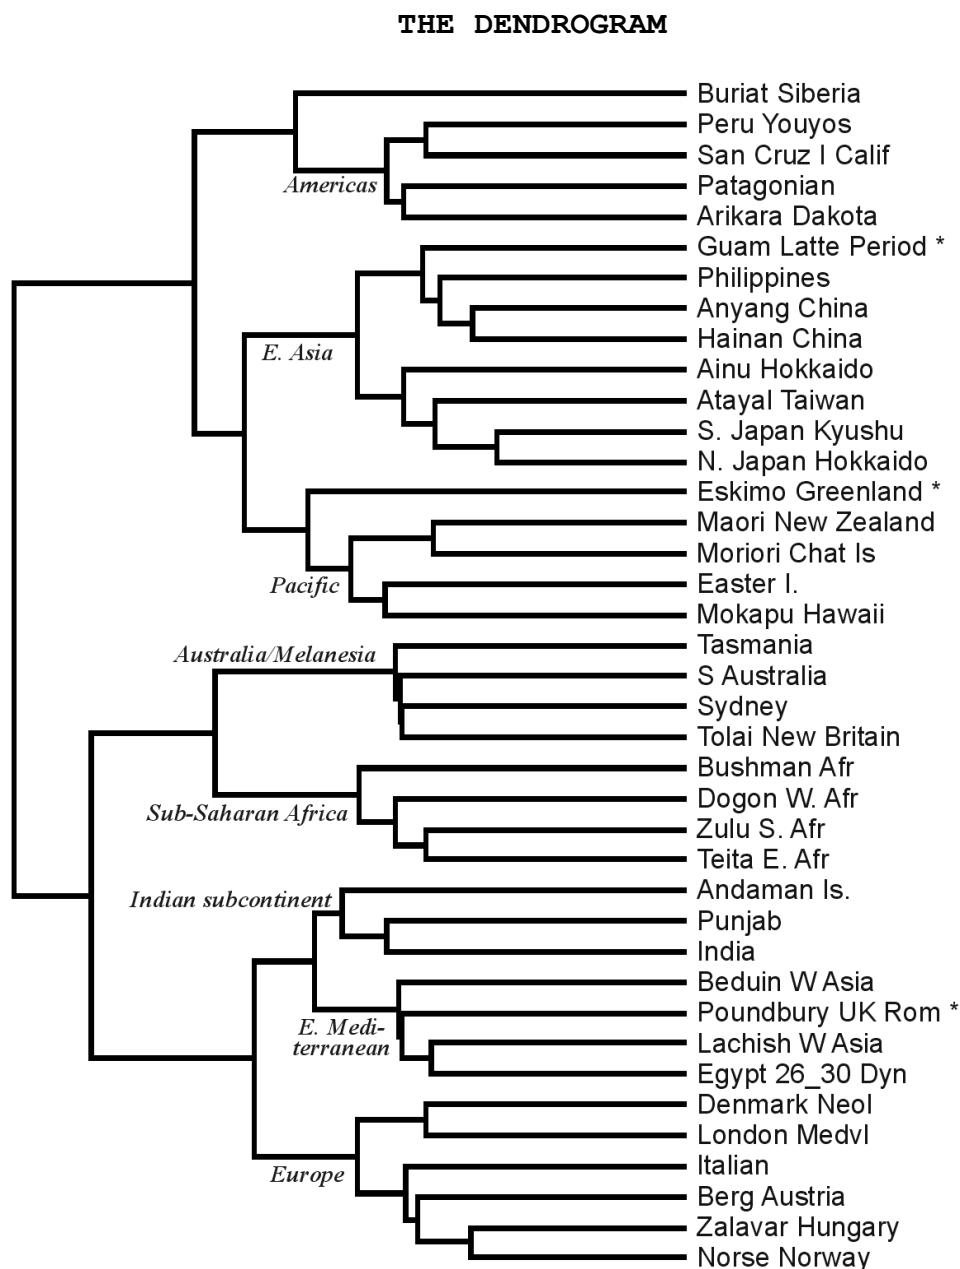 THE DENDROGRAM
Buriat Siberia
Peru Youyos
San Cruz I Calif
Americas
Patagonian
Arikara Dakota
Guam Latte Period *
Philippines
Anyang China
Hainan China
E. Asia
Ainu Hokkaido
Atayal Taiwan
S. Japan Kyushu
N. Japan Hokkaido
Eskimo Greenland *
Maori New Zealand
Moriori Chat Is
Easter I.
Pacific
Mokapu Hawaii
Tasmania
Australia/Melanesia
S Australia
Sydney
Tolai New Britain
Bushman Afr
Dogon W. Afr
Sub-Saharan Africa
Zulu S. Afr
Teita E. Afr
Andaman Is.
Indian subcontinent
Punjab
India
Beduin W Asia
Poundbury UK Rom *
E. Medi-
terranean
Lachish W Asia
Egypt 26_30 Dyn
Denmark Neol
London Medvl
Italian
Europe
Berg Austria
Zalavar Hungary
Norse Norway